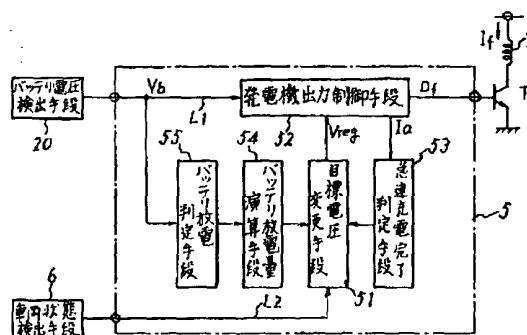 If
バッテリ電圧
検出手段
20
Vb
L1
発電機出力制御手段
52
Df
Vreg
Ia
53
55
54
バッテリ放電
判定手段
バッテリ放電量
演算手段
目標電圧
変更手段
急速充電完了
判定手段
5
51
6
車両状態
検出手段
L2